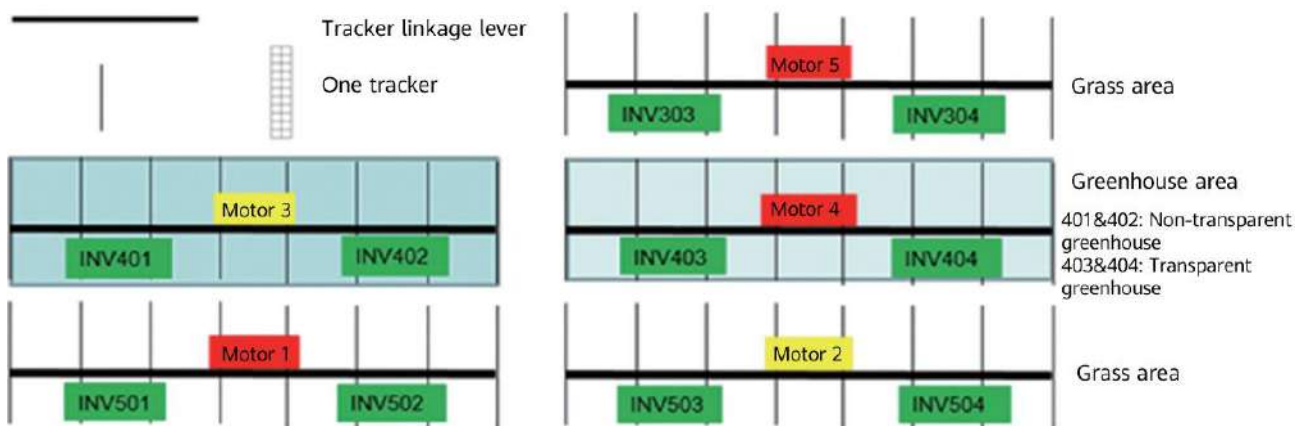 Tracker linkage lever
One tracker
Motor 5
INV303
INV304
Grass area
Motor 3
INV401
INV402
Motor 4
INV403
INV404
Greenhouse area
401&402: Non-transparent
greenhouse
403&404: Transparent
greenhouse
Motor 1
INV501
INV502
Motor 2
INV503
INV504
Grass area